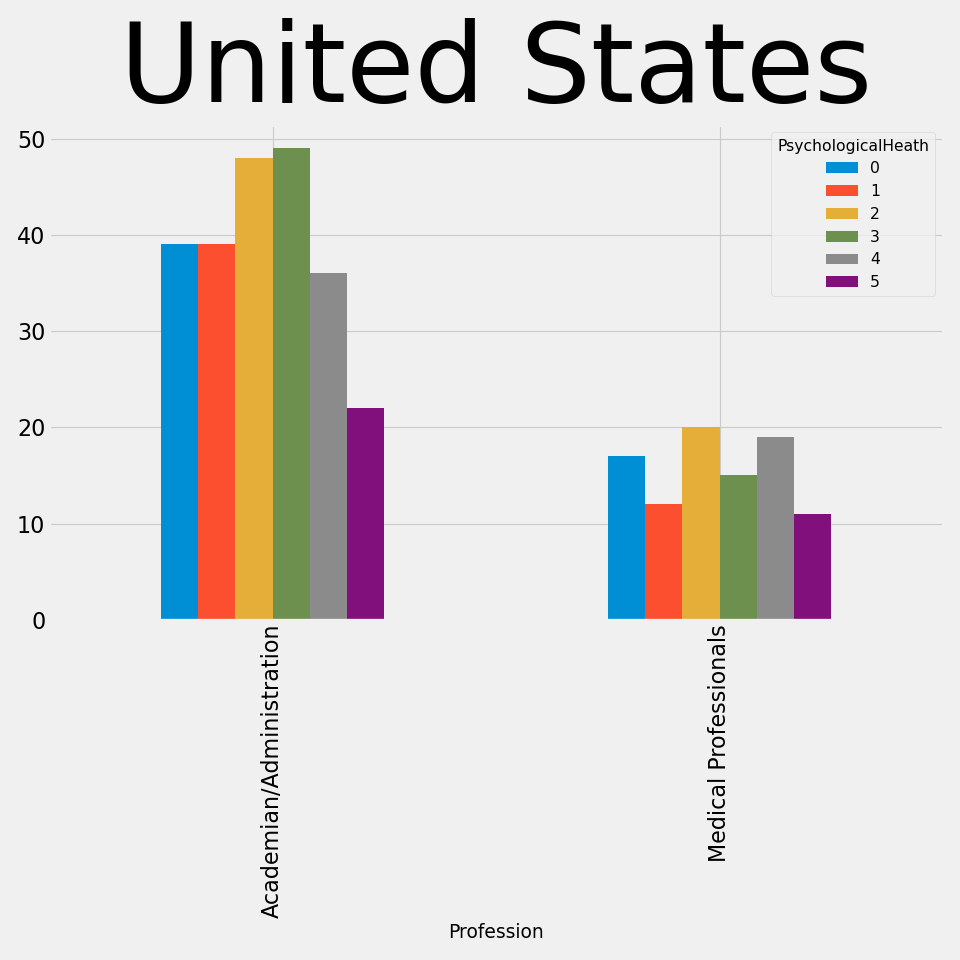 United States
50
40
30
20
10
0
PsychologicalHeath
0
1
2
3
4
5
Academian/Administration
Medical Professionals
Profession